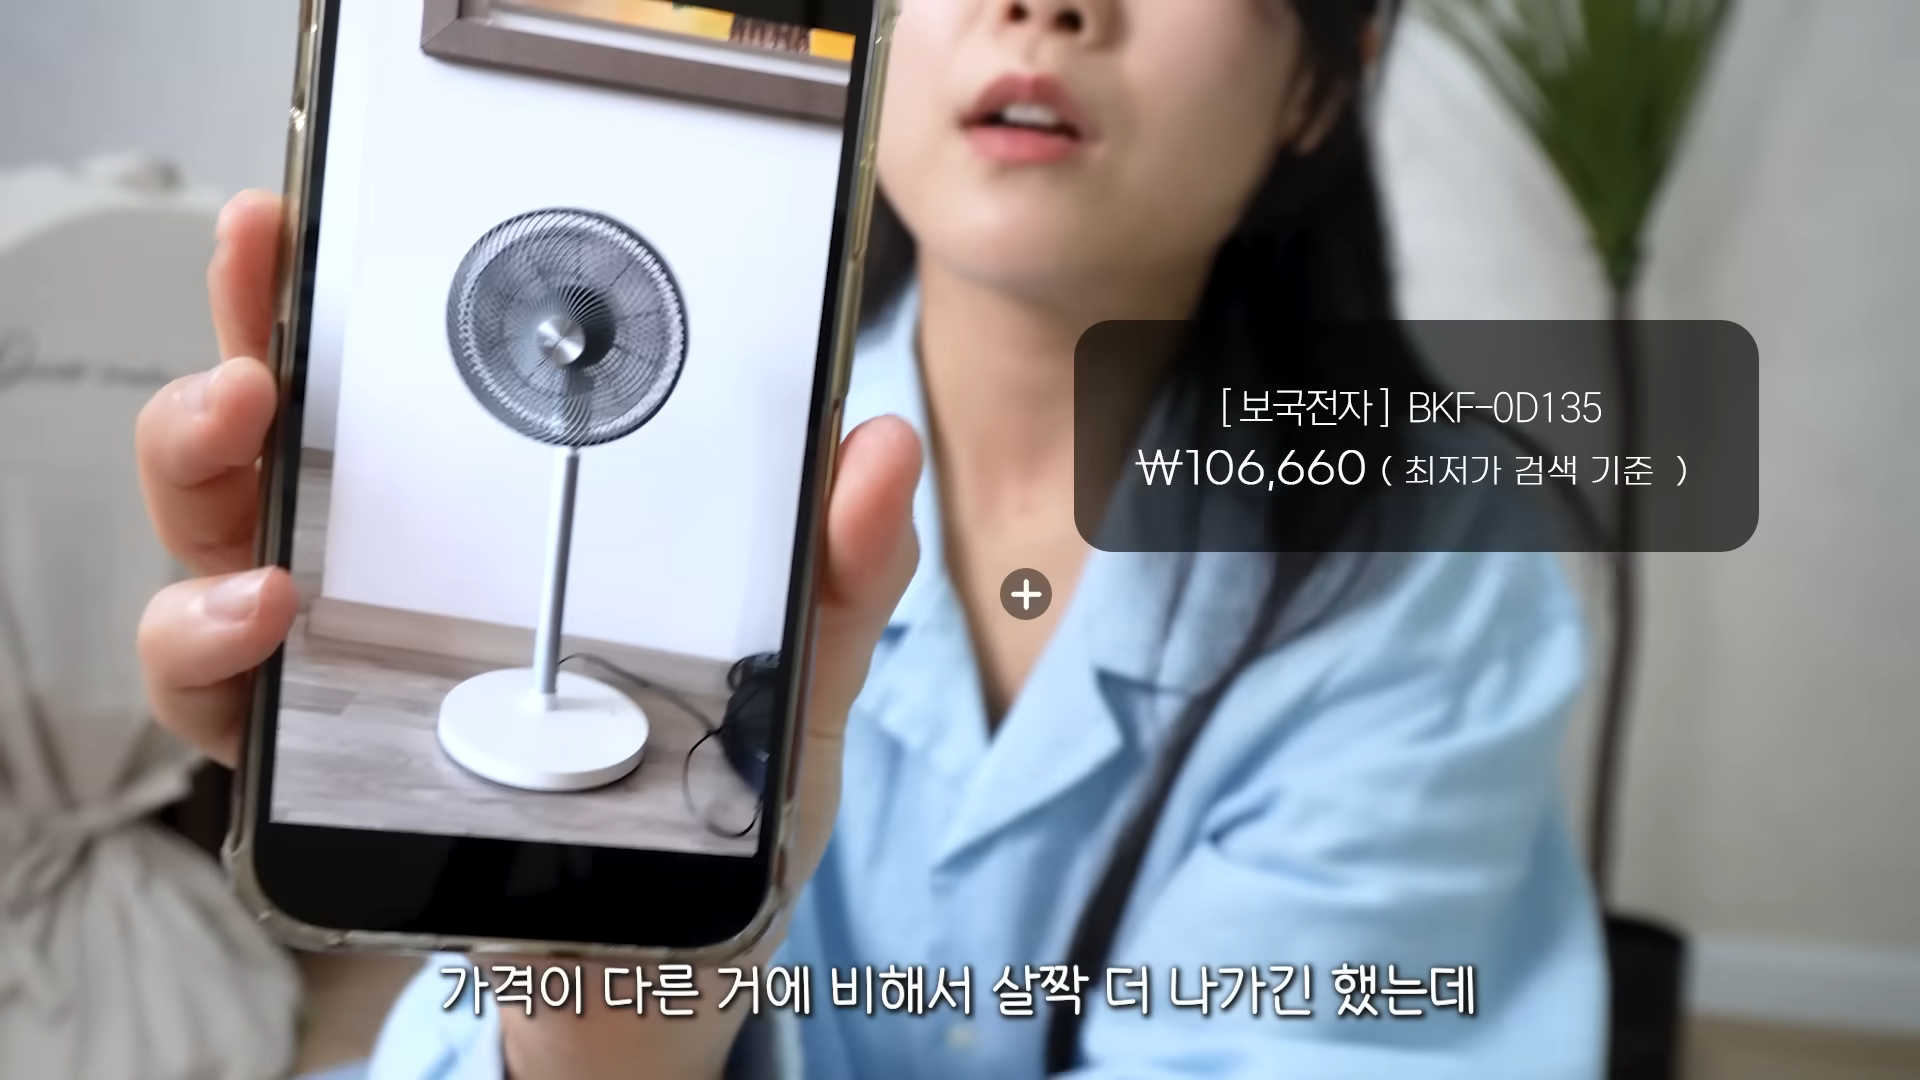 [ 보국전자 ] BKF-0D135
₩106,660 ( 최저가 검색 기준 )
가격이 다른 거에 비해서 살짝 더 나가긴 했는데